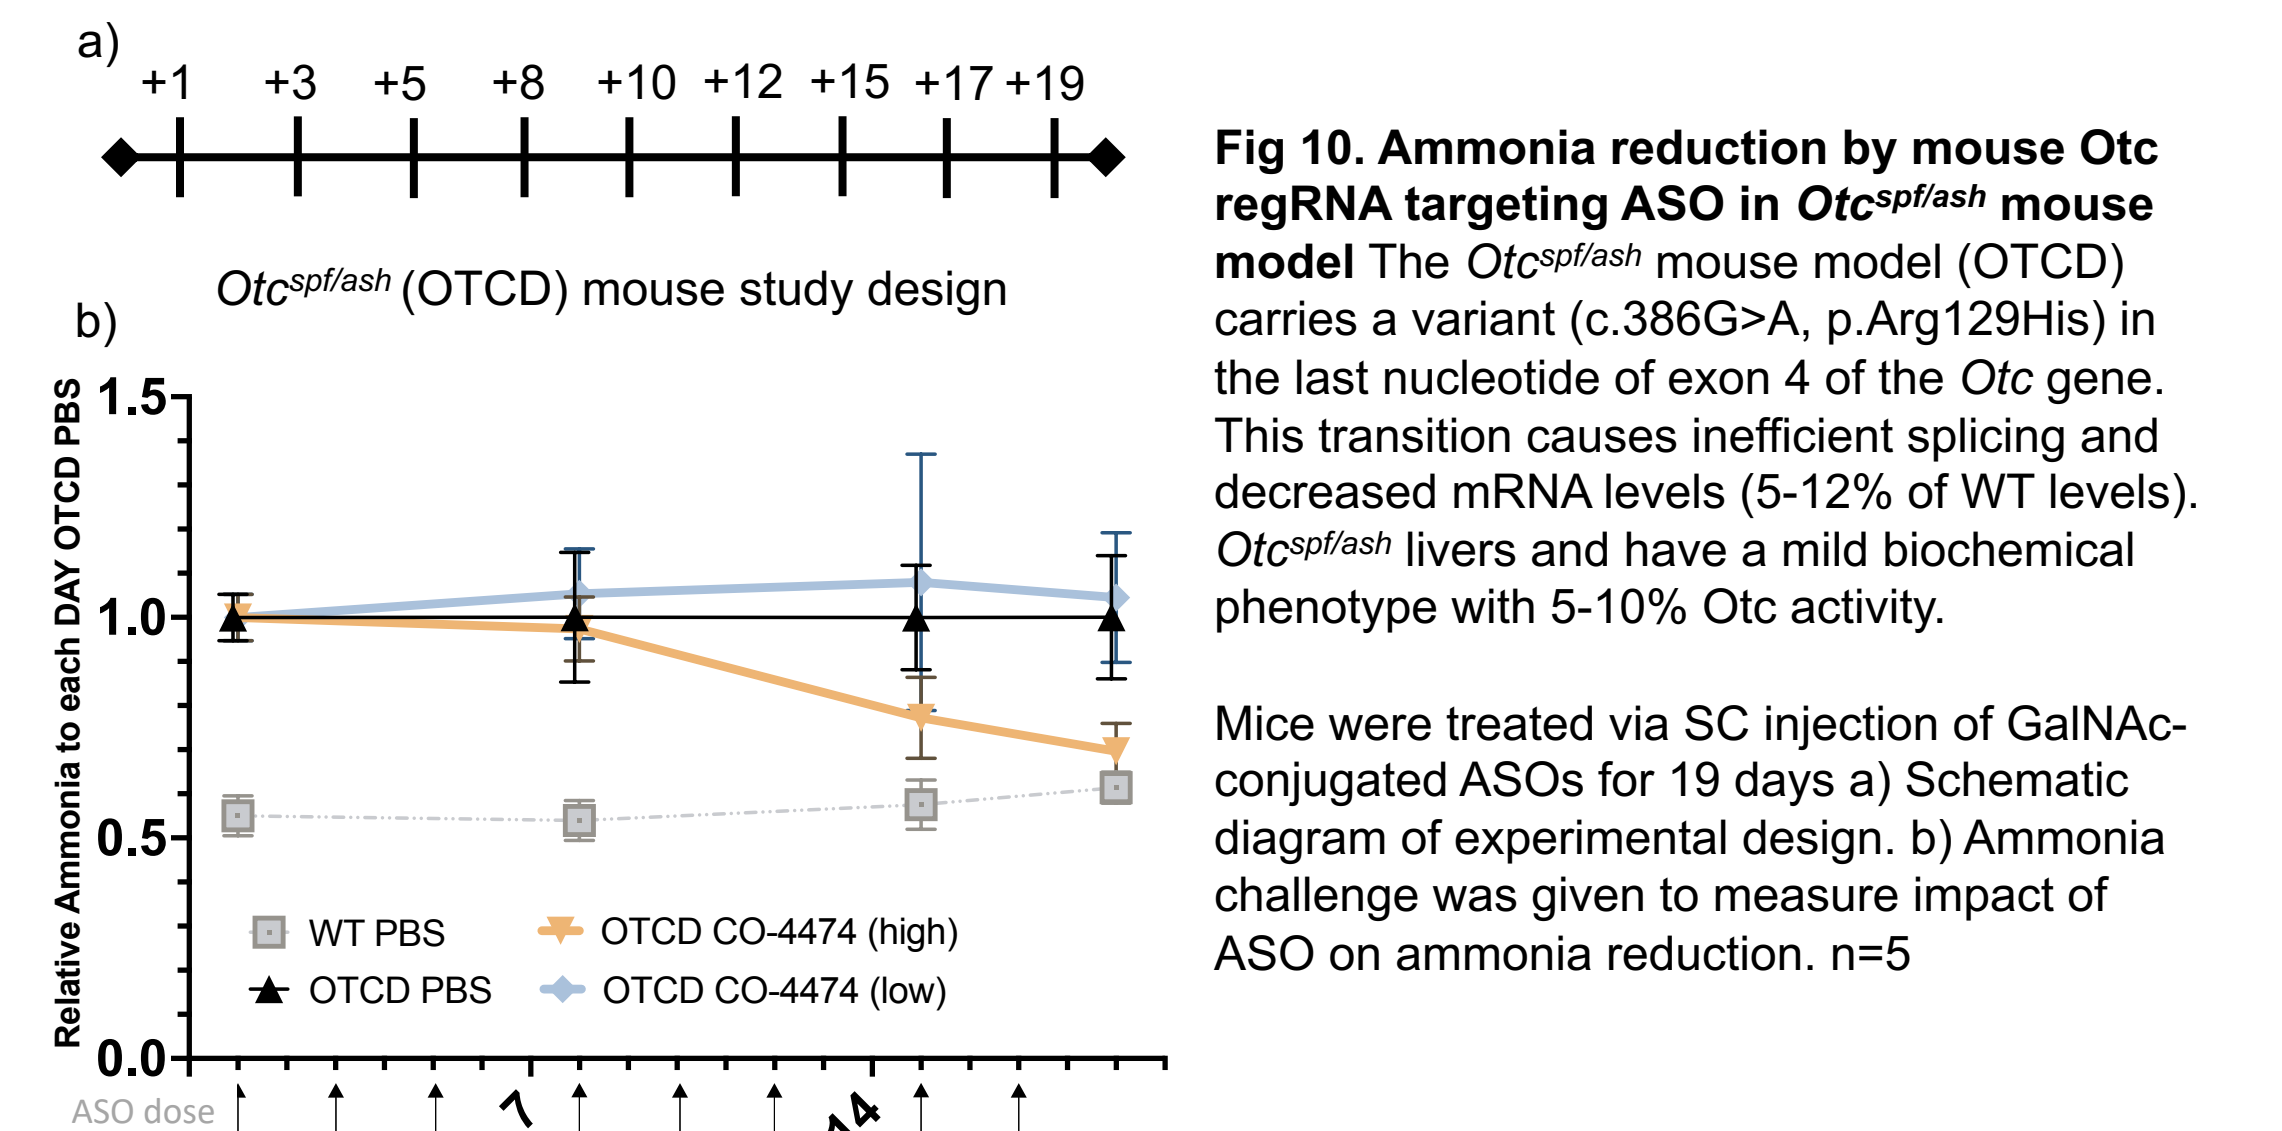 a)
+1 +3 +5 +8 +10 +12 +15 +17 +19
Otcspf/ash (OTCD) mouse study design
b)
Relative Ammonia to each DAY OTCD PBS
1.5
1.0
0.5
0.0
WT PBS
OTCD PBS
OTCD CO-4474 (high)
OTCD CO-4474 (low)
7
14
ASO dose
Fig 10. Ammonia reduction by mouse Otc
regRNA targeting ASO in Otcspf/ash mouse
model The Otcspf/ash mouse model (OTCD)
carries a variant (c.386G>A, p.Arg129His) in
the last nucleotide of exon 4 of the Otc gene.
This transition causes inefficient splicing and
decreased mRNA levels (5-12% of WT levels).
Otcspf/ash livers and have a mild biochemical
phenotype with 5-10% Otc activity.
Mice were treated via SC injection of GalNAc-
conjugated ASOs for 19 days a) Schematic
diagram of experimental design. b) Ammonia
challenge was given to measure impact of
ASO on ammonia reduction. n=5